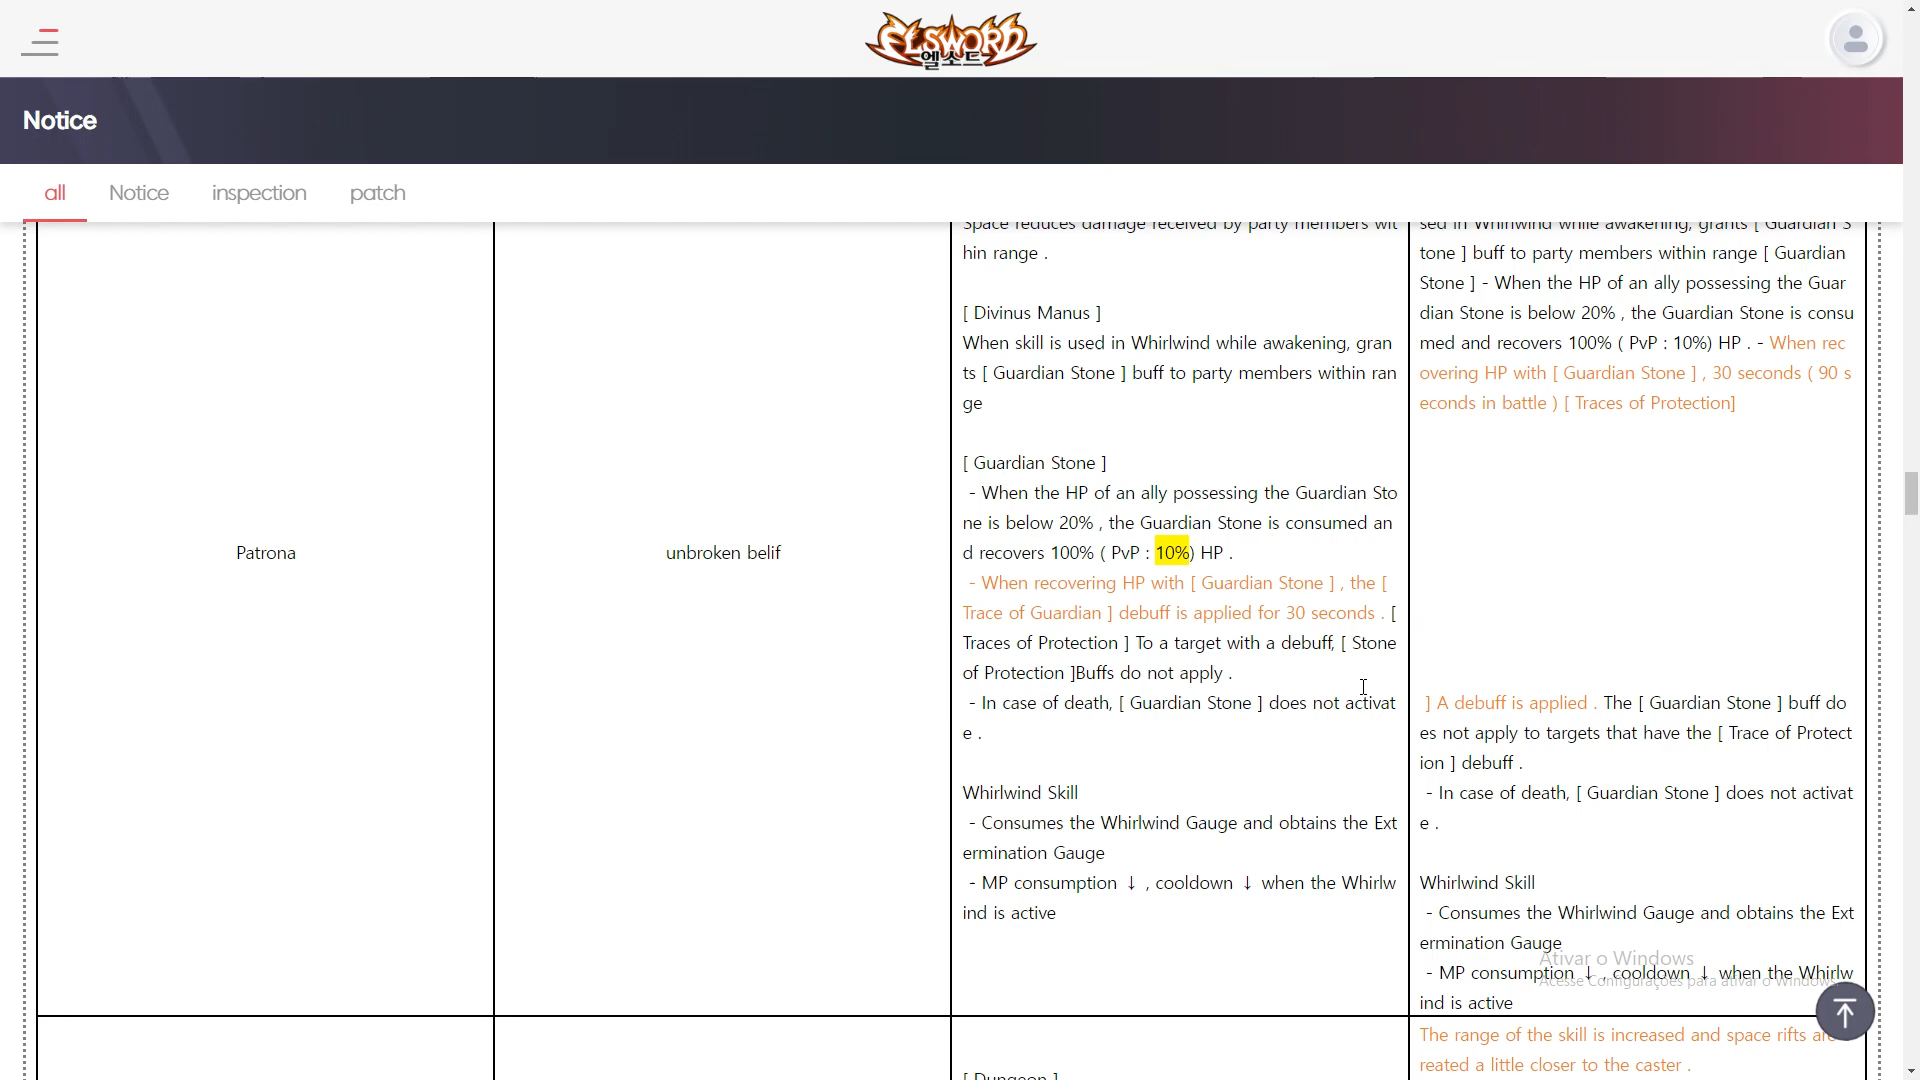 ELSWORD
엘소드
Notice
all
Notice
inspection
patch
Space reduces damage received by party members wit
hin range .
[ Divinus Manus ]
When skill is used in Whirlwind while awakening, gran
ts [ Guardian Stone ] buff to party members within ran
ge
[ Guardian Stone ]
- When the HP of an ally possessing the Guardian Sto
ne is below 20% , the Guardian Stone is consumed an
d recovers 100% ( PvP : 10%) HP .
- When recovering HP with [ Guardian Stone ] , the [
Trace of Guardian ] debuff is applied for 30 seconds . [
Traces of Protection ] To a target with a debuff, [ Stone
of Protection ]Buffs do not apply .
- In case of death, [ Guardian Stone ] does not activat
e .
Whirlwind Skill
- Consumes the Whirlwind Gauge and obtains the Ext
ermination Gauge
- MP consumption ↓ , cooldown ↓ when the Whirlw
ind is active
Patrona
unbroken belif
sed in Whirlwind while awakening, grants [ Guardian S
tone ] buff to party members within range [ Guardian
Stone ] - When the HP of an ally possessing the Guar
dian Stone is below 20% , the Guardian Stone is consu
med and recovers 100% ( PvP : 10%) HP . - When rec
overing HP with [ Guardian Stone ] , 30 seconds ( 90 s
econds in battle ) [ Traces of Protection]
] A debuff is applied . The [ Guardian Stone ] buff do
es not apply to targets that have the [ Trace of Protect
ion ] debuff .
- In case of death, [ Guardian Stone ] does not activat
e .
Whirlwind Skill
- Consumes the Whirlwind Gauge and obtains the Ext
ermination Gauge
- MP consumption ↓ , cooldown ↓ when the Whirlw
ind is active
Ativar o Windows
Acesse Configurações para ativar o Windows.
[ Dungeon ]
The range of the skill is increased and space rifts are
reated a little closer to the caster .